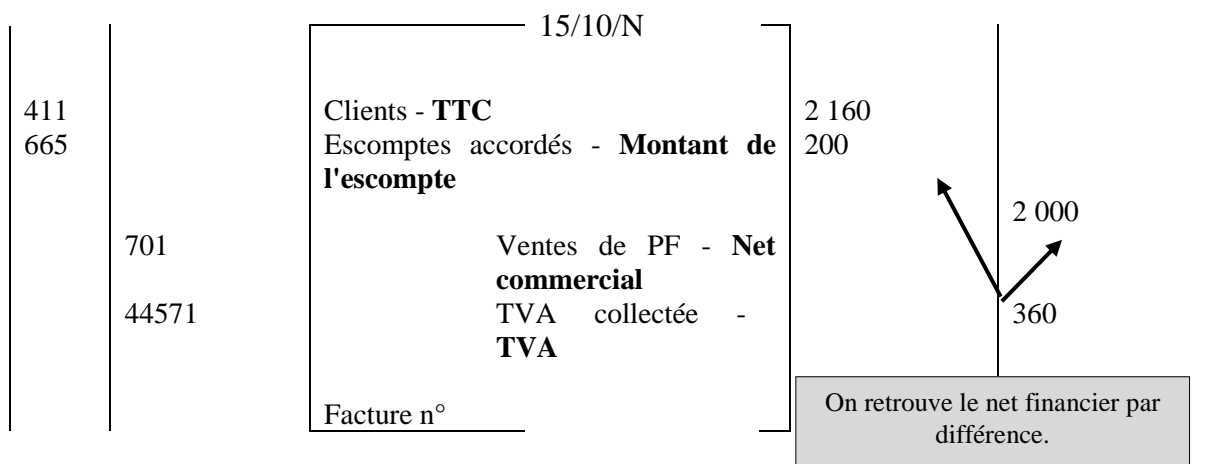 15/10/N
411 Clients - TTC 2 160
665 Escomptes accordés - Montant de 200
l'escompte
2 000
701 Ventes de PF - Net
commercial
44571 TVA collectée - 360
TVA
Facture n°
On retrouve le net financier par
différence.